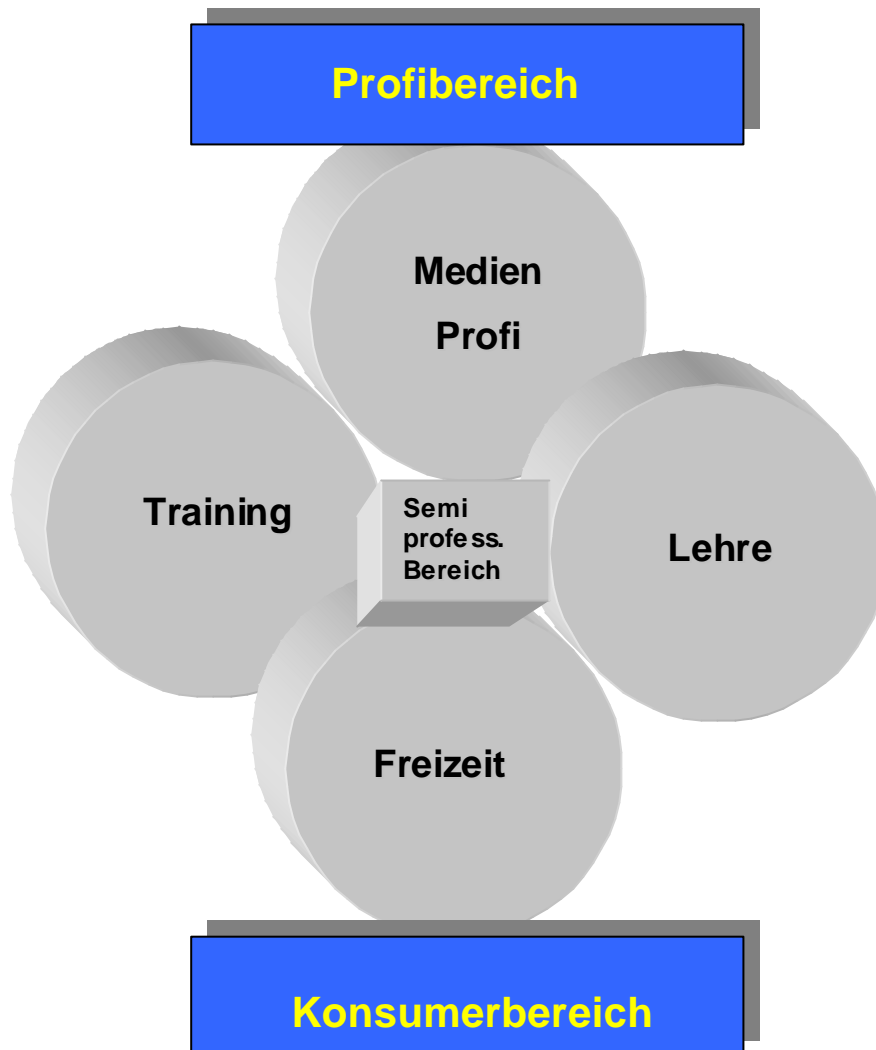 Profibereich
Medien
Profi
Training
Semi
profess.
Bereich
Lehre
Freizeit
Konsumerbereich